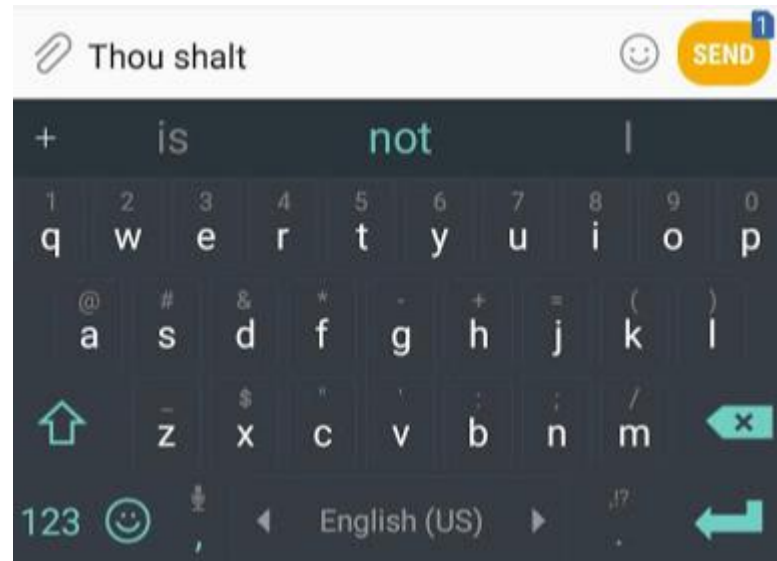 Thou shalt SEND 1
+ is not I
1 2 3 4 5 6 7 8 9 0
q w e r t y u i o p
@ # & * - + = ( )
a s d f g h j k l
_ $ " ' : ; /
z x c v b n m
123 , English (US) ,!? .